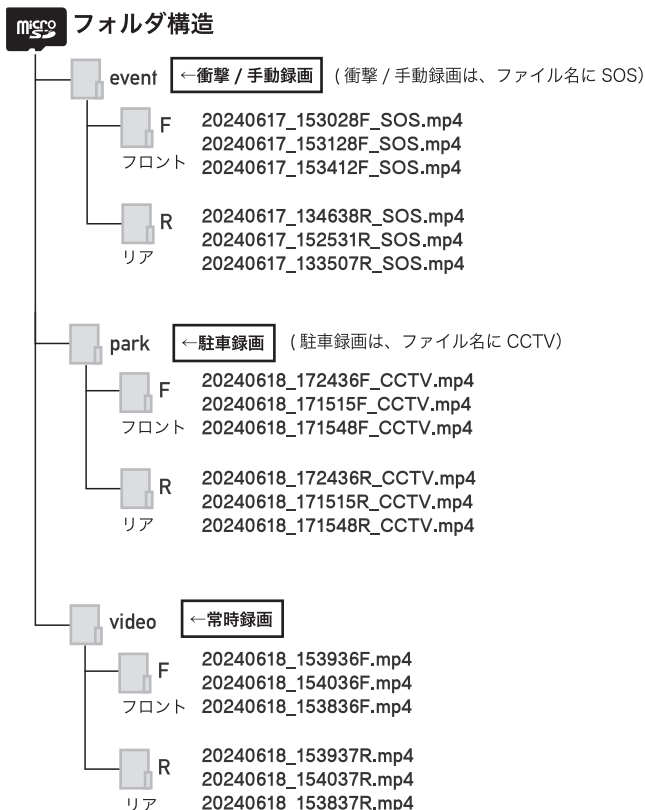 micro SD フォルダ構造
event ←衝撃 / 手動録画 ( 衝撃 / 手動録画は、ファイル名に SOS)
F 20240617_153028F_SOS.mp4
20240617_153128F_SOS.mp4
フロント 20240617_153412F_SOS.mp4
R 20240617_134638R_SOS.mp4
20240617_152531R_SOS.mp4
リア 20240617_133507R_SOS.mp4
park ←駐車録画 ( 駐車録画は、ファイル名に CCTV)
F 20240618_172436F_CCTV.mp4
20240618_171515F_CCTV.mp4
フロント 20240618_171548F_CCTV.mp4
R 20240618_172436R_CCTV.mp4
20240618_171515R_CCTV.mp4
リア 20240618_171548R_CCTV.mp4
video ←常時録画
F 20240618_153936F.mp4
20240618_154036F.mp4
フロント 20240618_153836F.mp4
R 20240618_153937R.mp4
20240618_154037R.mp4
リア 20240618_153837R.mp4